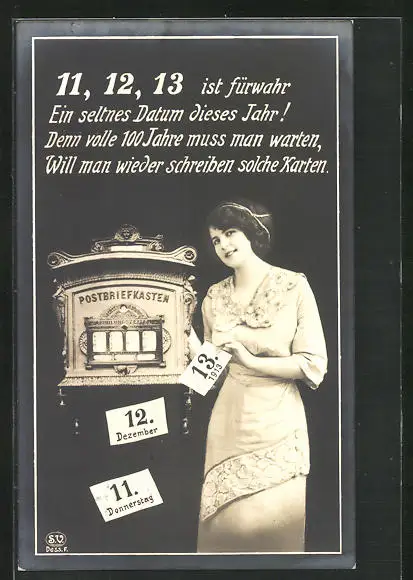 11, 12, 13 ist fürwahr
Ein seltnes Datum dieses Jahr!
Denn volle 100 Jahre muss man warten,
Will man wieder schreiben solche Karten.
POSTBRIEFKASTEN
13.
1913
12.
Dezember
11.
Donnerstag
S.V.
Dess. F.